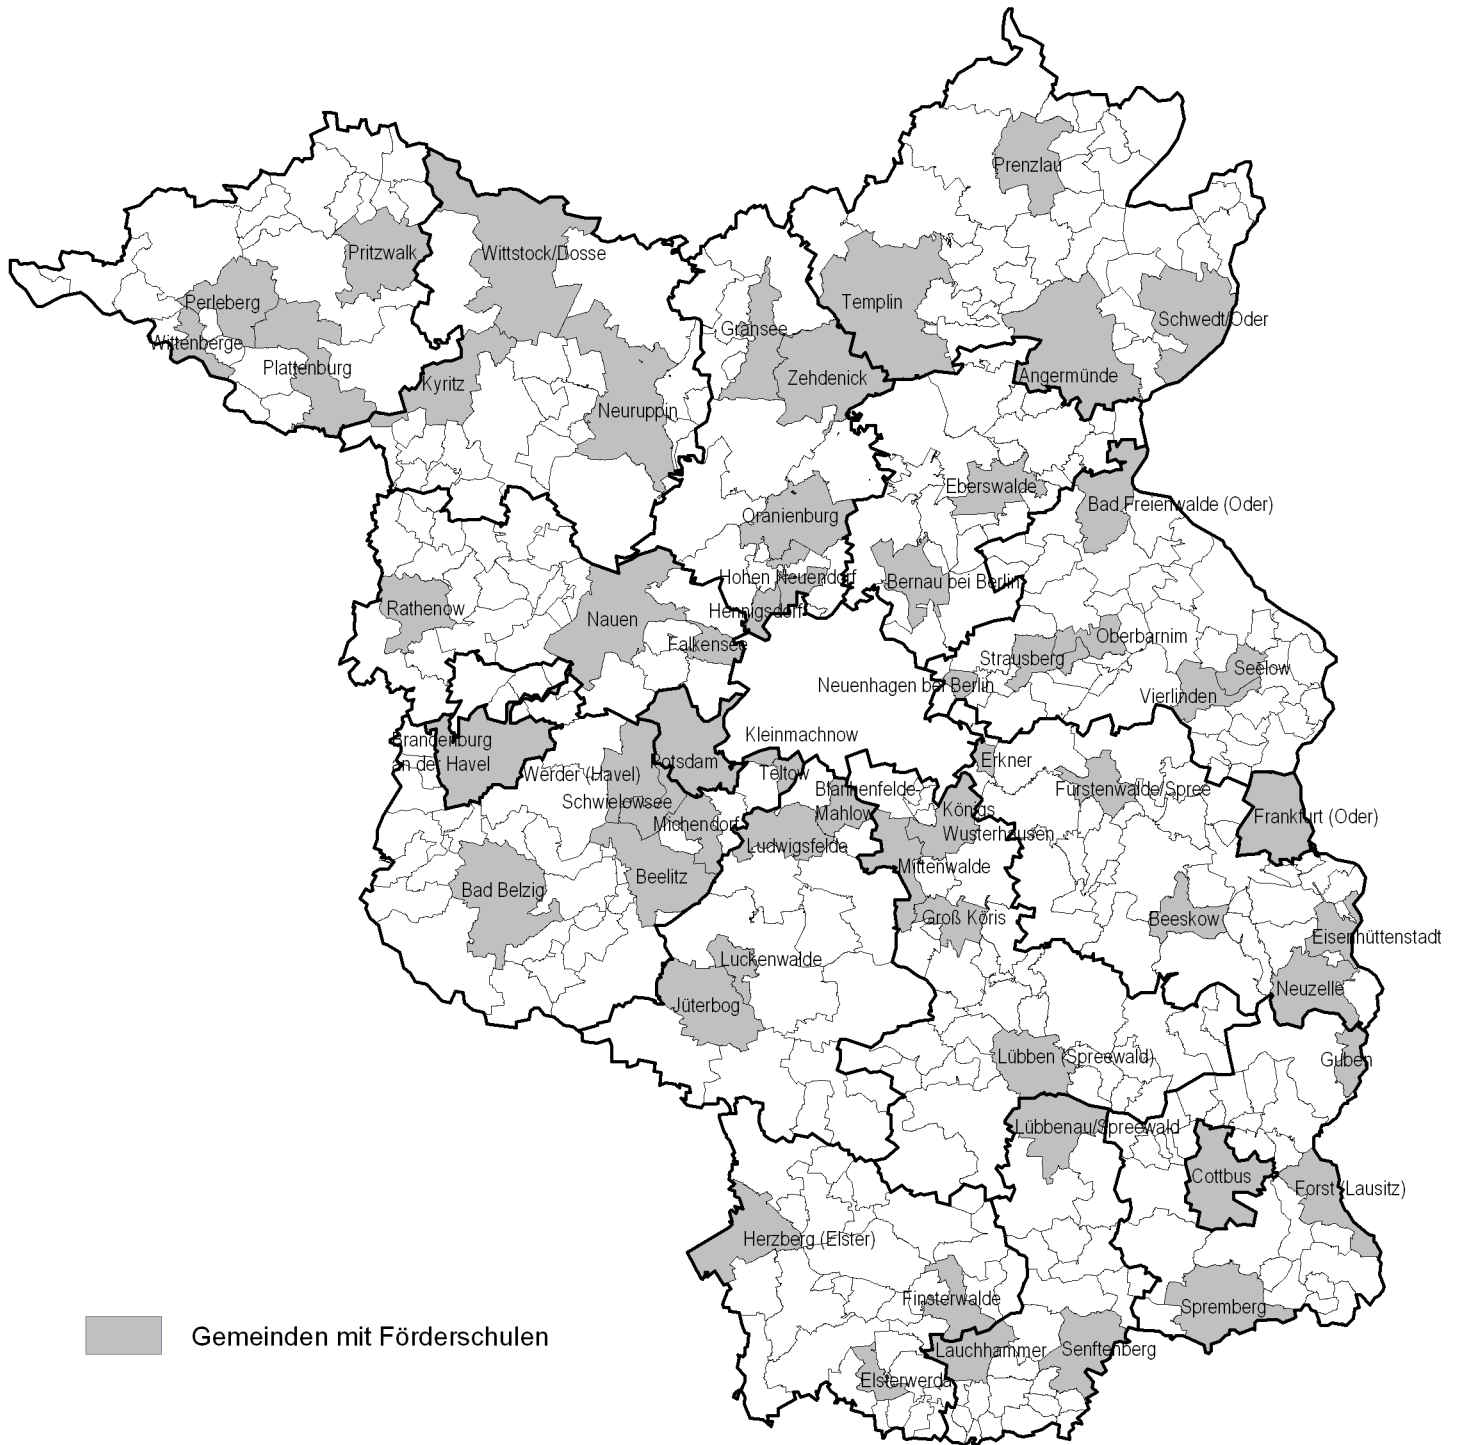 Prenzlau
Pritzwalk
Wittstock/Dosse
Perleberg
Templin
Schwedt/Oder
Gransee
Wittenberge
Plattenburg
Zehdenick
Angermünde
Kyritz
Neuruppin
Eberswalde
Bad Freienwalde (Oder)
Oranienburg
Hohen Neuendorf
Bernau bei Berlin
Rathenow
Hennigsdorf
Nauen
Falkensee
Oberbarnim
Strausberg
Seelow
Neuenhagen bei Berlin
Vierlinden
Kleinmachnow
Brandenburg
an der Havel
Potsdam
Erkner
Teltow
Werder (Havel)
Blankenfelde-
Mahlow
Fürstenwalde/Spree
Schwielowsee
Michendorf
Königs
Wusterhausen
Frankfurt (Oder)
Ludwigsfelde
Mittenwalde
Beelitz
Bad Belzig
Groß Köris
Beeskow
Eisenhüttenstadt
Luckenwalde
Neuzelle
Jüterbog
Lübben (Spreewald)
Guben
Lübbenau/Spreewald
Cottbus
Forst (Lausitz)
Herzberg (Elster)
Finsterwalde
Spremberg
Lauchhammer
Senftenberg
Elsterwerda
Gemeinden mit Förderschulen